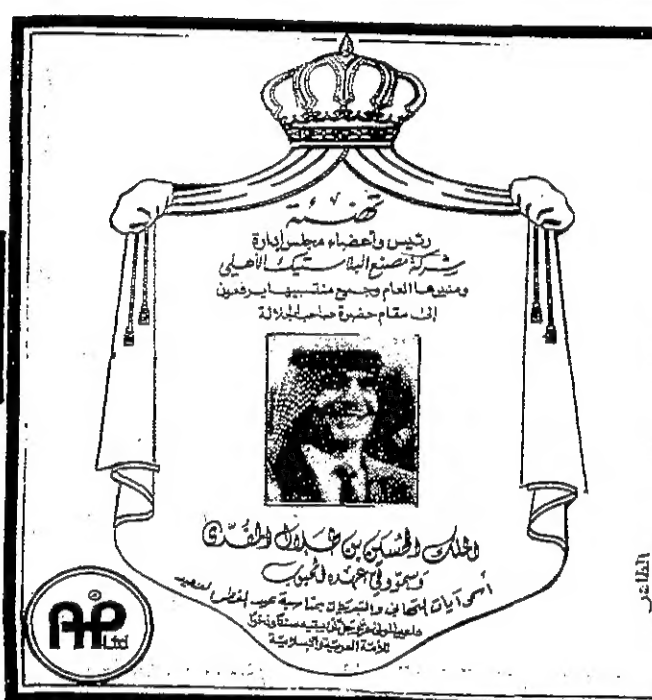 تهنئة
رئيس وأعضاء مجلس إدارة
شركة مصنع البلاستيك الأهلي
ومديرها العام وجميع منتسبيها يرفعون
إلى مقام حضرة صاحب الجلالة
الملك الحسين بن طلال المفدّى
وسمو ولي عهده المحبوب
أسمى آيات التهاني والتبريك بمناسبة عيد الفطر السعيد
للأمة العربية والإسلامية
AP
Ltd